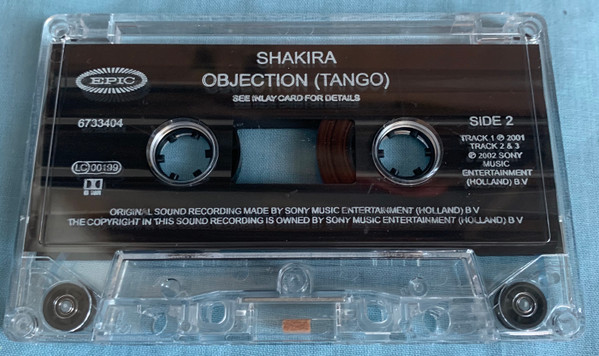 SHAKIRA
OBJECTION (TANGO)
SEE INLAY CARD FOR DETAILS
EPIC
6733404
SIDE 2
LC 00199
TRACK 1 ℗ 2001
TRACK 2 & 3
℗ 2002 SONY
MUSIC
ENTERTAINMENT
(HOLLAND) B V
ORIGINAL SOUND RECORDING MADE BY SONY MUSIC ENTERTAINMENT (HOLLAND) B V
THE COPYRIGHT IN THIS SOUND RECORDING IS OWNED BY SONY MUSIC ENTERTAINMENT (HOLLAND) B V